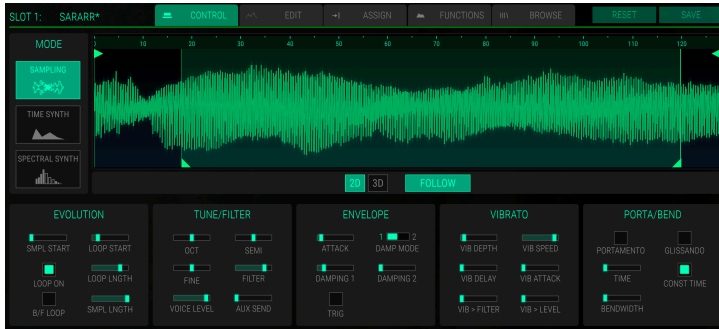 SLOT 1: SARARR* CONTROL EDIT ASSIGN FUNCTIONS BROWSE RESET SAVE
MODE
0 10 20 30 40 50 60 70 80 90 100 110 120
SAMPLING
TIME SYNTH
SPECTRAL SYNTH
2D 3D FOLLOW
EVOLUTION
SMPL START LOOP START
LOOP ON LOOP LNGTH
B/F LOOP SMPL LNGTH
TUNE/FILTER
OCT SEMI
FINE FILTER
VOICE LEVEL AUX SEND
ENVELOPE
1 2
ATTACK DAMP MODE
DAMPING 1 DAMPING 2
TRIG
VIBRATO
VIB DEPTH VIB SPEED
VIB DELAY VIB ATTACK
VIB > FILTER VIB > LEVEL
PORTA/BEND
PORTAMENTO GLISSANDO
TIME CONST TIME
BENDWIDTH